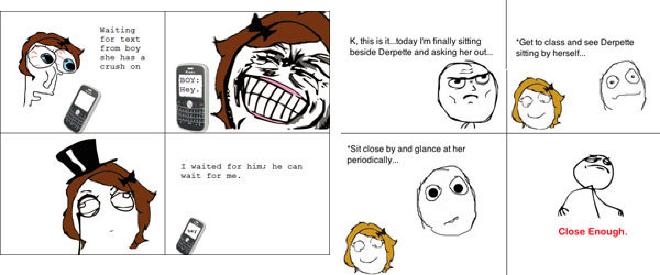 Waiting
for text
from boy
she has a
crush on
BOY:
Hey.
I waited for him; he can
wait for me.
K, this is it...today I'm finally sitting
beside Derpette and asking her out...
*Get to class and see Derpette
sitting by herself...
*Sit close by and glance at her
periodically...
Close Enough.